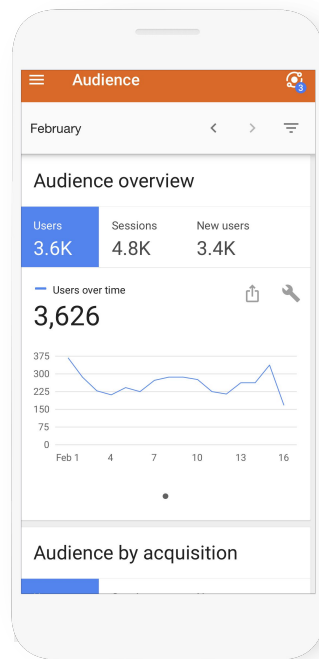 Audience
3
February
Audience overview
Users Sessions New users
3.6K 4.8K 3.4K
Users over time
3,626
375
300
225
150
75
0
Feb 1 4 7 10 13 16
Audience by acquisition